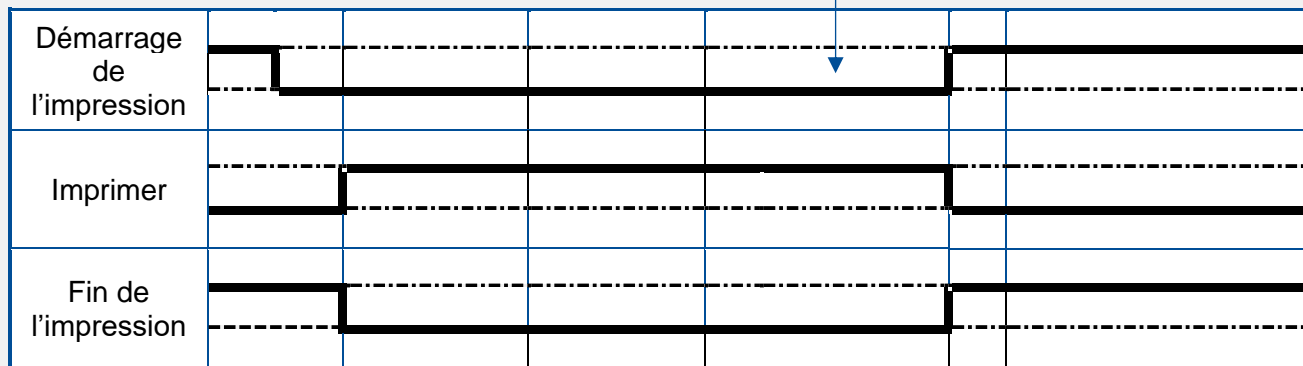 Démarrage
de
l’impression
Imprimer
Fin de
l’impression